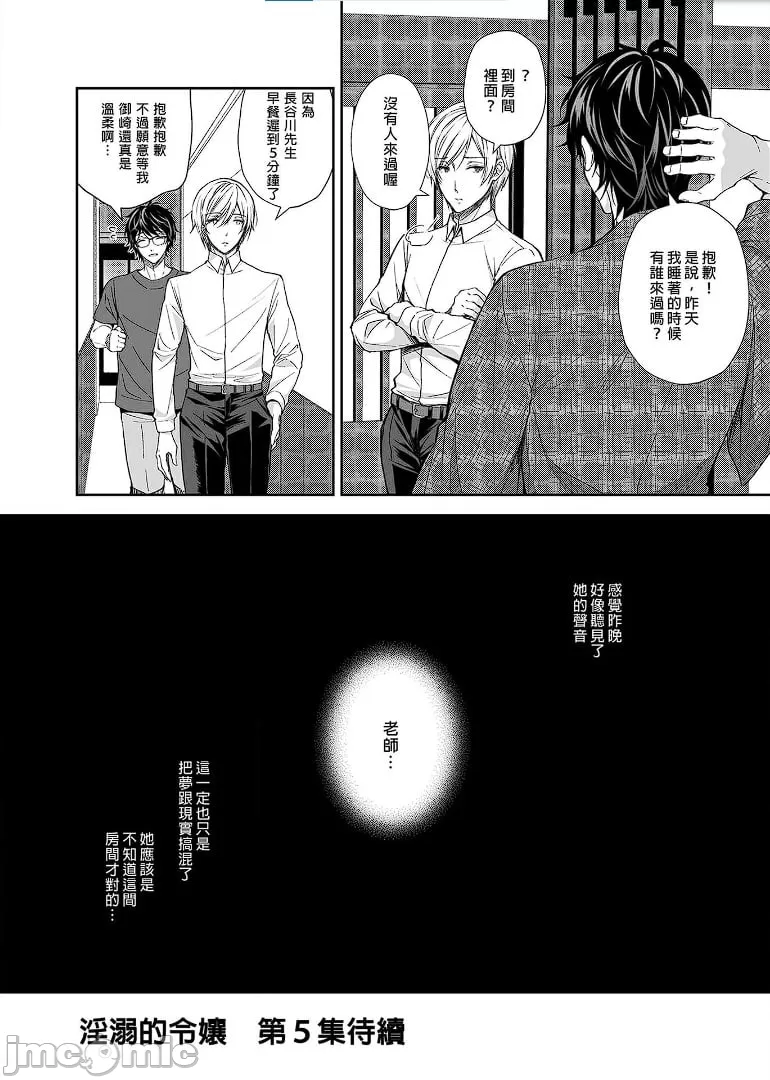 抱歉！
是說，昨天
我睡著的時候
有誰來過嗎？
？
到房間
裡面？
沒有人來過喔
因為
長谷川先生
早餐遲到5分鐘了
抱歉抱歉
不過願意等我
御崎還真是
溫柔啊…
感覺昨晚
好像聽見了
她的聲音
老師…
這一定也只是
把夢跟現實搞混了
她應該是
不知道這間
房間才對的…
淫溺的令嬢　第5集待續
jmcomic